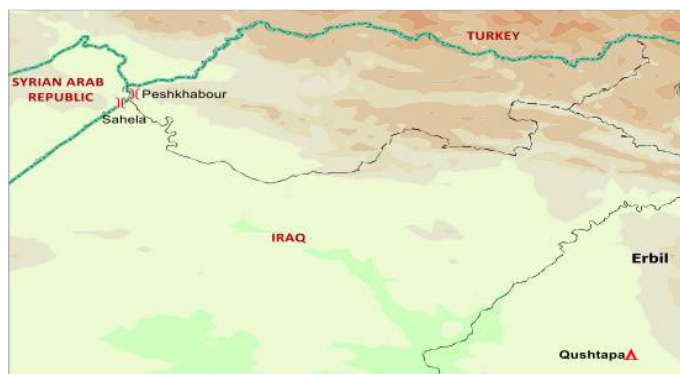 TURKEY
SYRIAN ARAB
REPUBLIC
Peshkhabour
Sahela
IRAQ
Erbil
Qushtapa